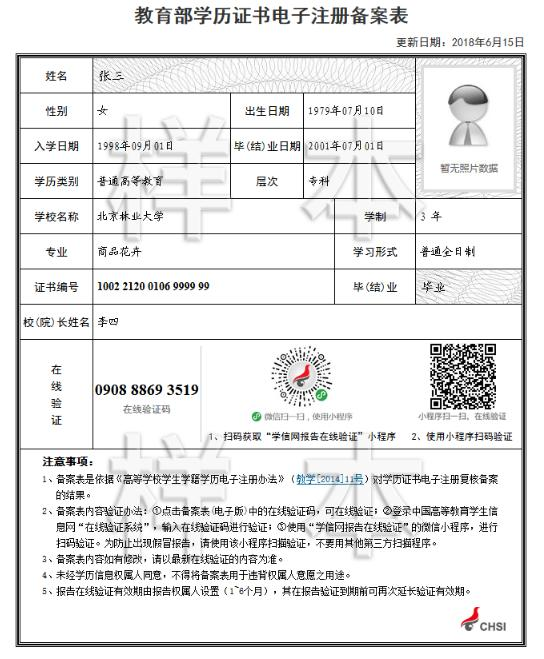 教育部学历证书电子注册备案表
更新日期：2018年6月15日
姓名 张三
性别 女 出生日期 1979年07月10日
入学日期 1998年09月01日 毕(结)业日期 2001年07月01日
暂无照片数据
学历类别 普通高等教育 层次 专科
学校名称 北京林业大学 学制 3 年
专业 商品花卉 学习形式 普通全日制
证书编号 1002 2120 0106 9999 99 毕(结)业 毕业
校(院)长姓名 李四
在线验证
0908 8869 3519
在线验证码
微信扫一扫，使用小程序
小程序扫一扫，在线验证
1、扫码获取“学信网报告在线验证”小程序 2、使用小程序扫码验证
样本
样本
注意事项：
1、备案表是依据《高等学校学生学籍学历电子注册办法》(教学[2014]11号)对学历证书电子注册复核备案
的结果。
2、备案表内容验证办法：①点击备案表(电子版)中的在线验证码，可在线验证；②登录中国高等教育学生信
息网“在线验证系统”，输入在线验证码进行验证；③使用“学信网报告在线验证”的微信小程序，进行
扫码验证。为防止出现假冒报告，请使用该小程序扫描验证，不要用其他第三方扫描程序。
3、备案表内容如有修改，请以最新在线验证的内容为准。
4、未经学历信息权属人同意，不得将备案表用于违背权属人意愿之用途。
5、报告在线验证有效期由报告权属人设置（1~6个月），其在报告验证到期前可再次延长验证有效期。
CHSI